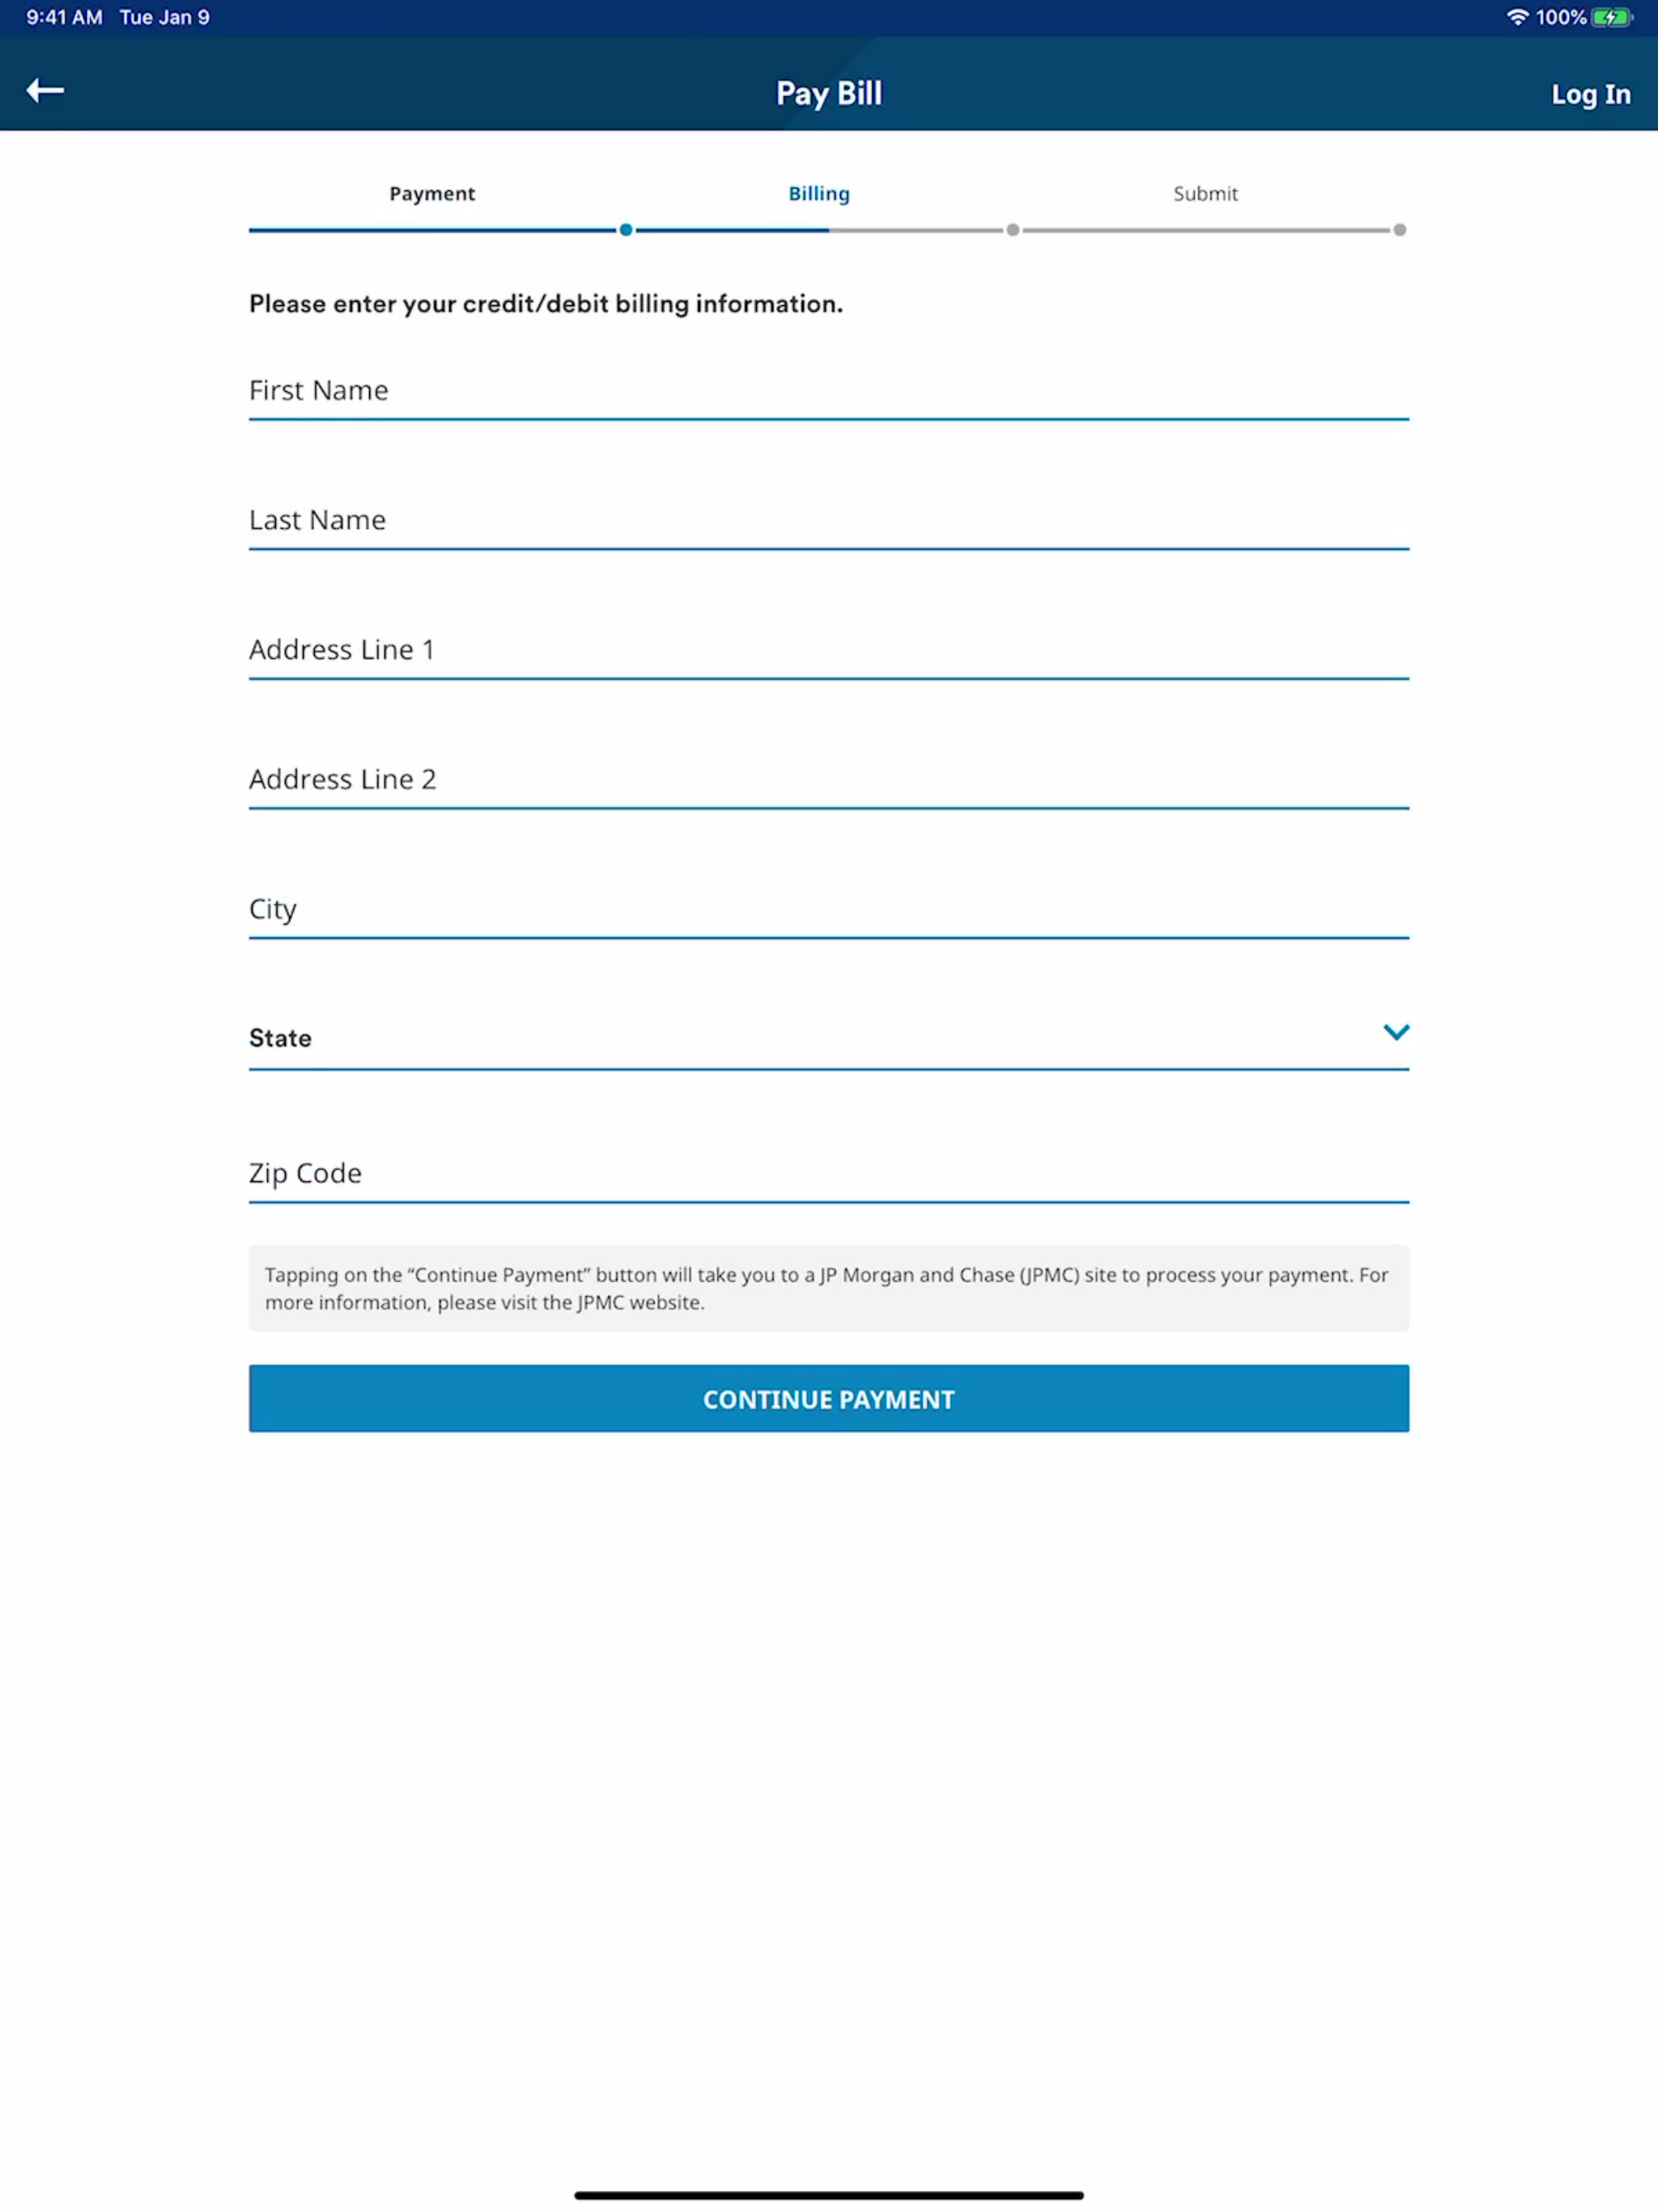 9:41 AM Tue Jan 9 100%
Pay Bill
Log In
Payment Billing Submit
Please enter your credit/debit billing information.
First Name
Last Name
Address Line 1
Address Line 2
City
State
Zip Code
Tapping on the “Continue Payment” button will take you to a JP Morgan and Chase (JPMC) site to process your payment. For
more information, please visit the JPMC website.
CONTINUE PAYMENT